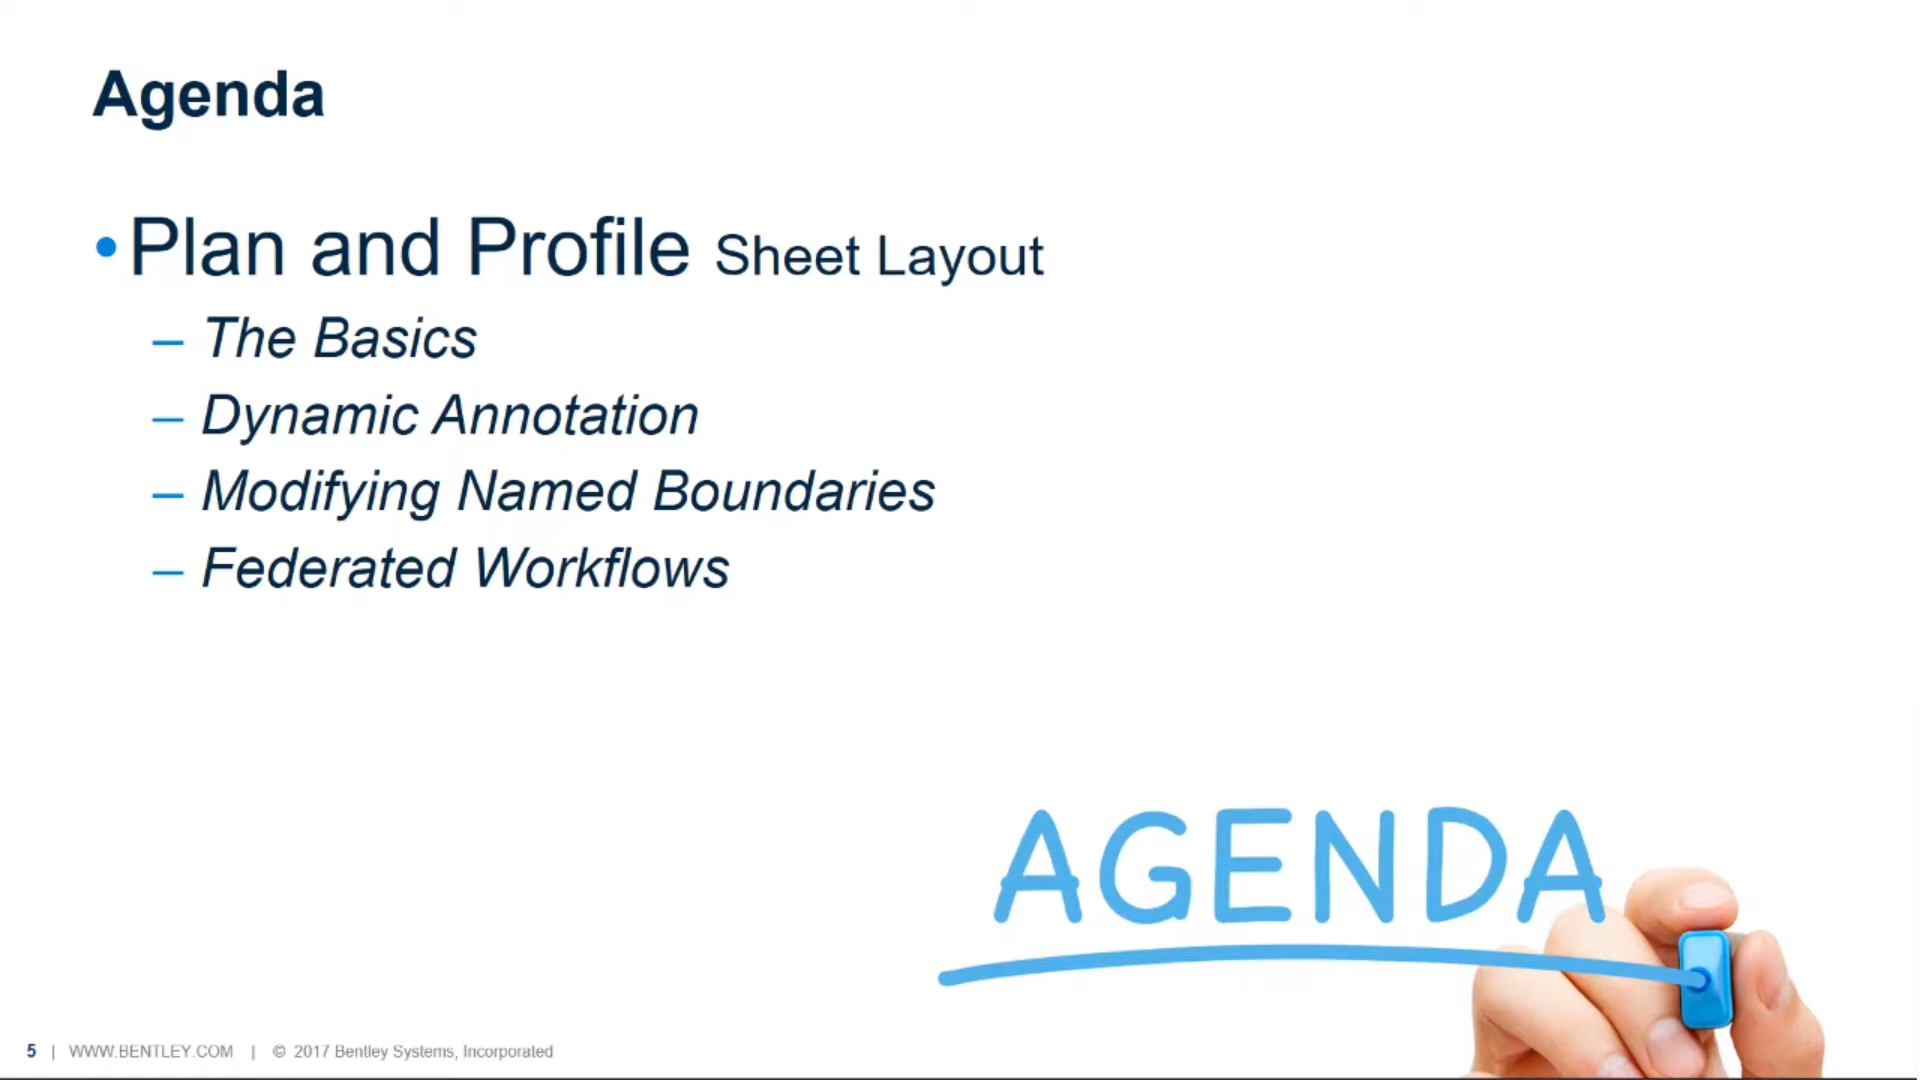 Agenda
•Plan and Profile Sheet Layout
– The Basics
– Dynamic Annotation
– Modifying Named Boundaries
– Federated Workflows
AGENDA
5 | WWW.BENTLEY.COM | © 2017 Bentley Systems, Incorporated